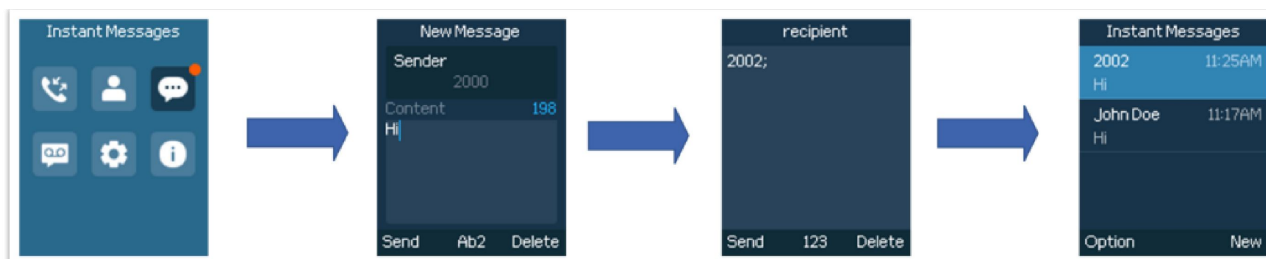 Instant Messages
New Message
Sender
2000
Content 198
Hi
Send Ab2 Delete
recipient
2002;
Send 123 Delete
Instant Messages
2002 11:25AM
Hi
John Doe 11:17AM
Hi
Option New